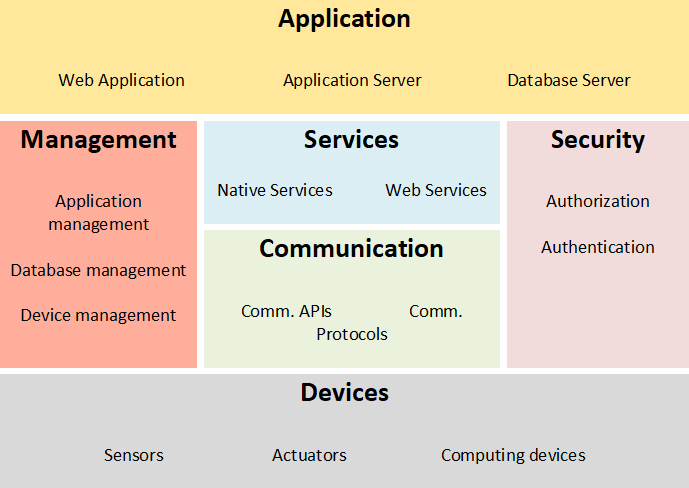 Application
Web Application Application Server Database Server
Management
Application
management
Database management
Device management
Services
Native Services Web Services
Communication
Comm. APIs Comm.
Protocols
Security
Authorization
Authentication
Devices
Sensors Actuators Computing devices